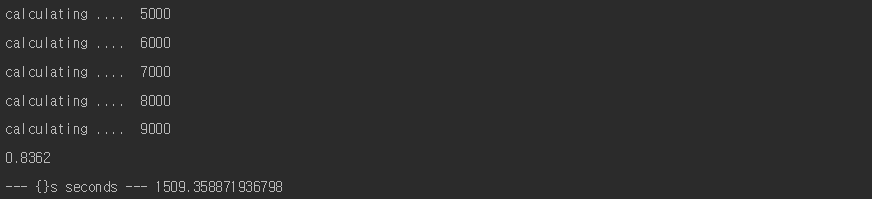 calculating ....  5000
calculating ....  6000
calculating ....  7000
calculating ....  8000
calculating ....  9000
0.8362
--- {}s seconds --- 1509.358871936798